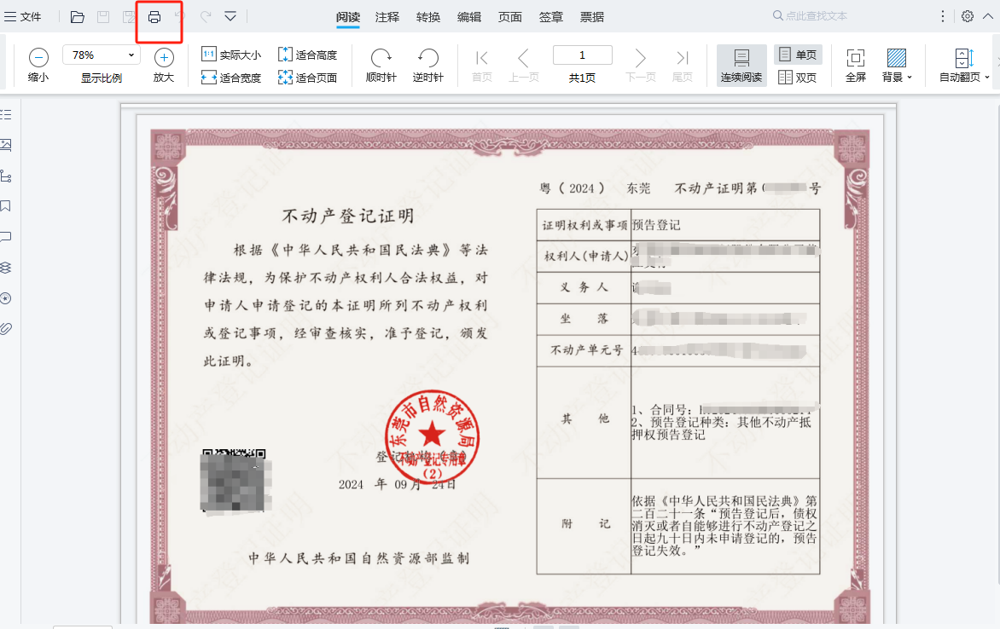 文件
阅读 注释 转换 编辑 页面 签章 票据
点此查找文本
缩小
78%
显示比例
放大
1:1 实际大小 适合高度
适合宽度 适合页面
顺时针 逆时针
首页 上一页
1
共1页
下一页 尾页
连续阅读
单页
双页
全屏 背景 自动翻页
不动产登记证明
根据《中华人民共和国民法典》等法
律法规，为保护不动产权利人合法权益，对
申请人申请登记的本证明所列不动产权利
或登记事项，经审查核实，准予登记，颁发
此证明。
东莞市自然资源局
不动产登记专用章
(2)
2024 年 09月 24日
中华人民共和国自然资源部监制
粤（2024） 东莞 不动产证明第 号
证明权利或事项 预告登记
权利人(申请人)
义务人
坐落
不动产单元号
其他
1、合同号：
2、预告登记种类：其他不动产抵
押权预告登记
附记
依据《中华人民共和国民法典》第
二百二十一条“预告登记后，债权
消灭或者自能够进行不动产登记之
日起九十日内未申请登记的，预告
登记失效。”